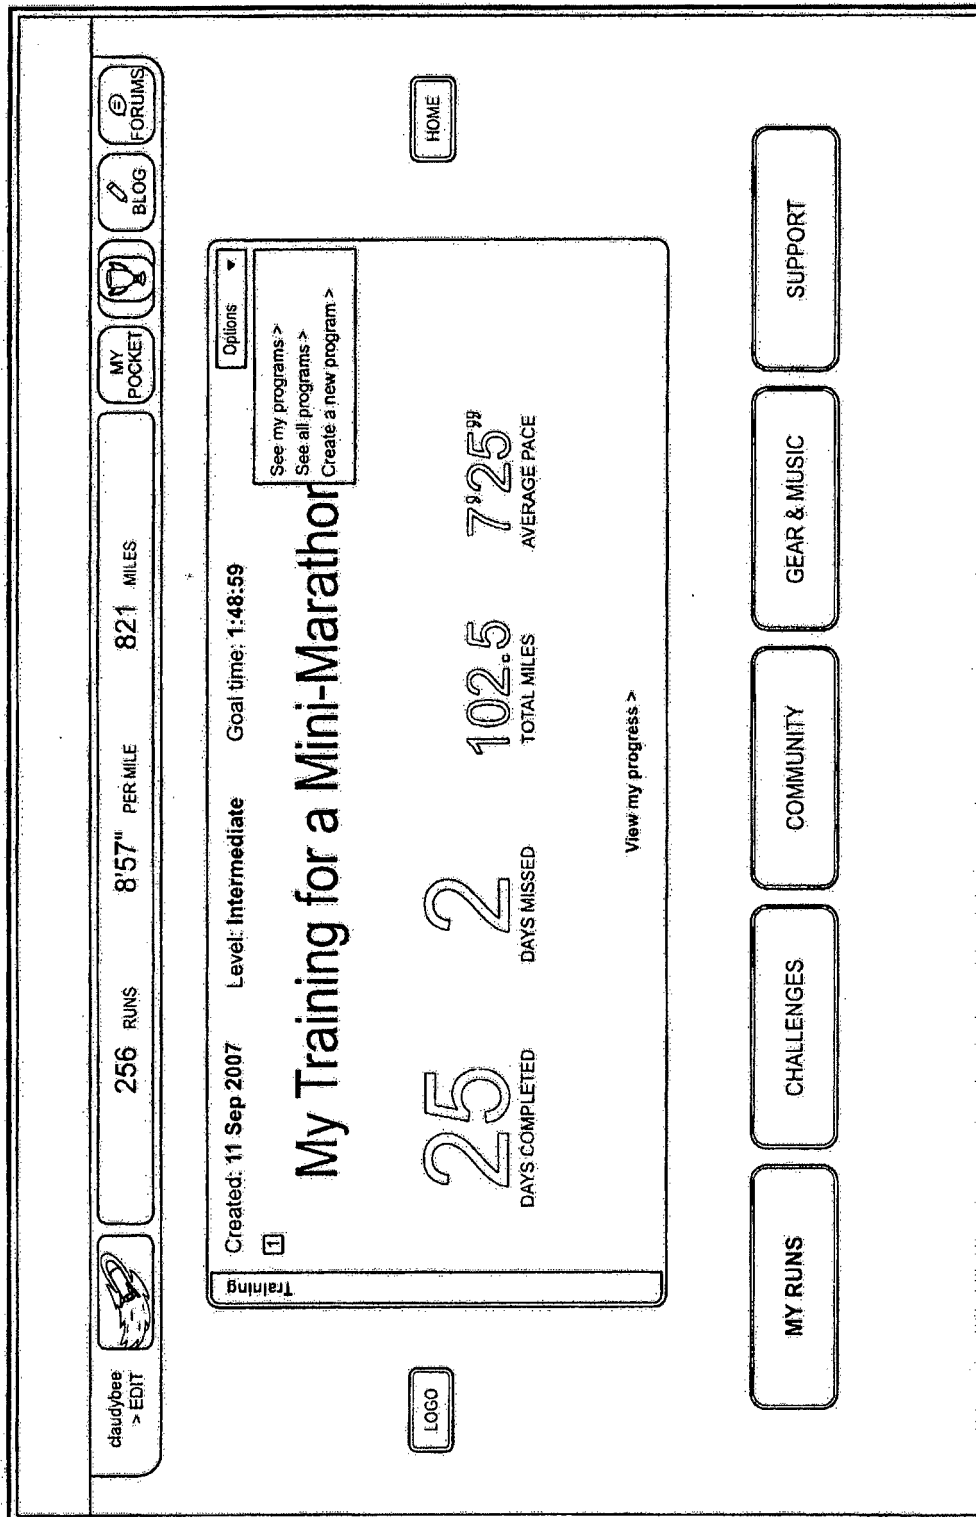 claudybee
> EDIT
256 RUNS 8'57" PER MILE 821 MILES
MY
POCKET
BLOG
FORUMS
Training
Created: 11 Sep 2007 Level: Intermediate Goal time: 1:48:59
Options
1
My Training for a Mini-Marathon
See my programs >
See all programs >
Create a new program >
25 2 102.5 7'25"
DAYS COMPLETED DAYS MISSED TOTAL MILES AVERAGE PACE
View my progress >
LOGO
HOME
MY RUNS CHALLENGES COMMUNITY GEAR & MUSIC SUPPORT